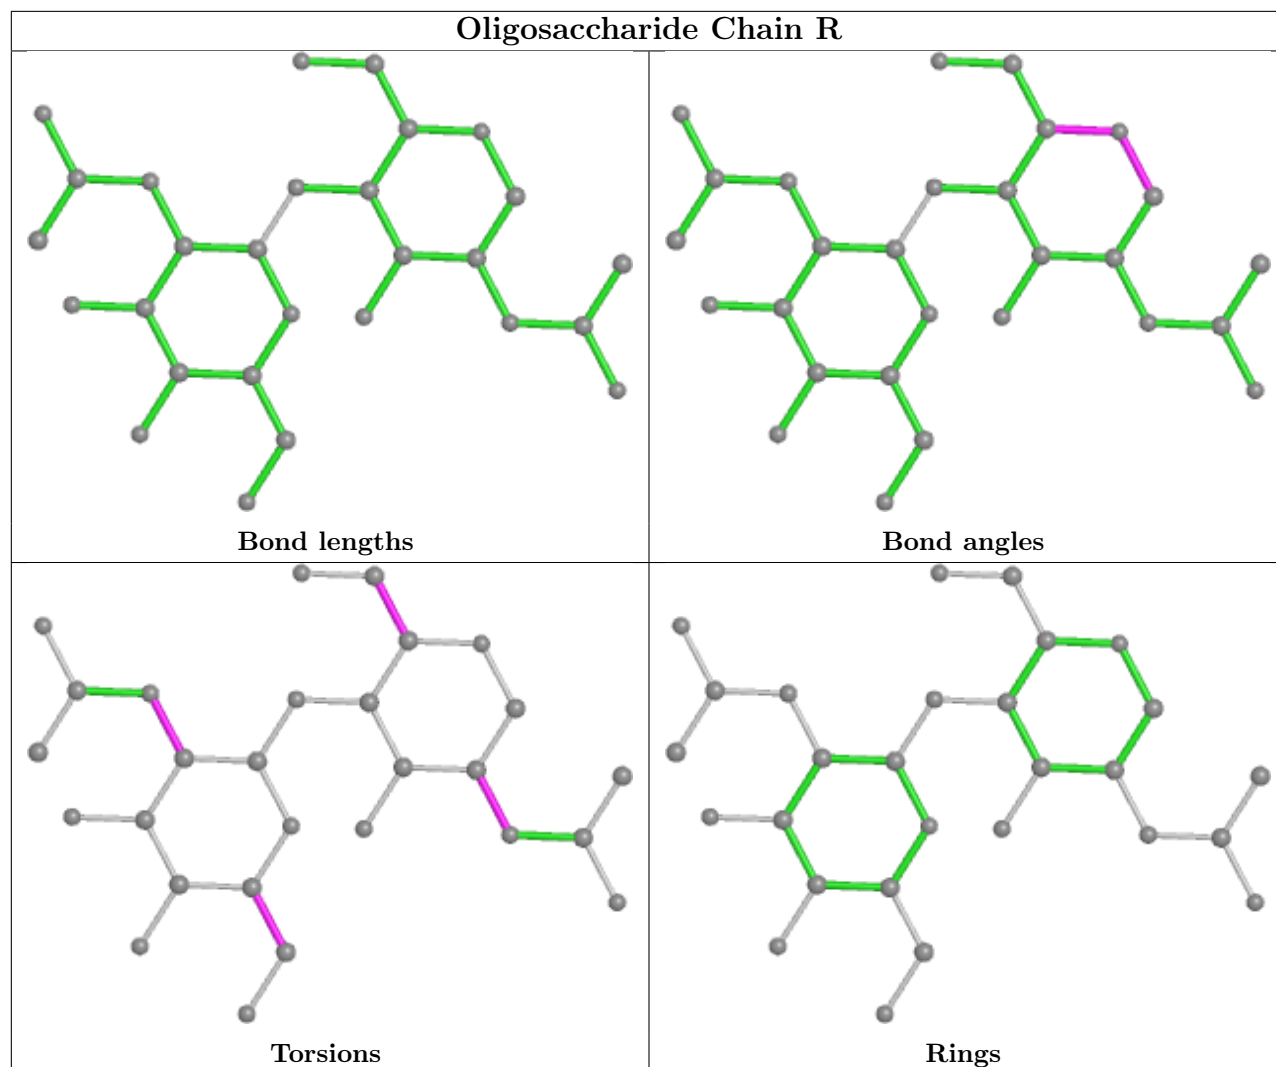 Oligosaccharide Chain R
Bond lengths
Bond angles
Torsions
Rings